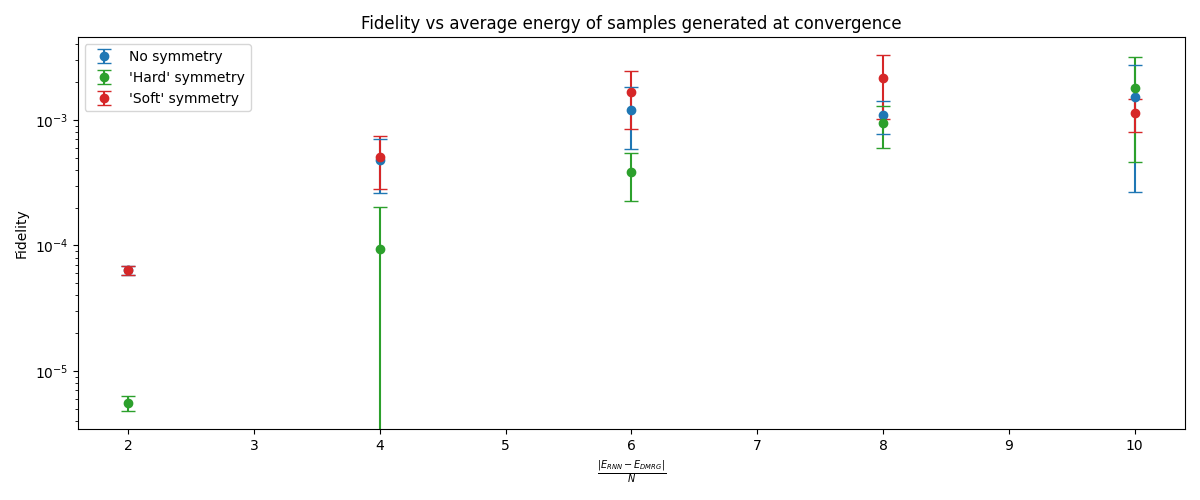 Fidelity vs average energy of samples generated at convergence
No symmetry
'Hard' symmetry
'Soft' symmetry
Fidelity
10⁻³
10⁻⁴
10⁻⁵
2 3 4 5 6 7 8 9 10
|E_RNN − E_DMRG|
N